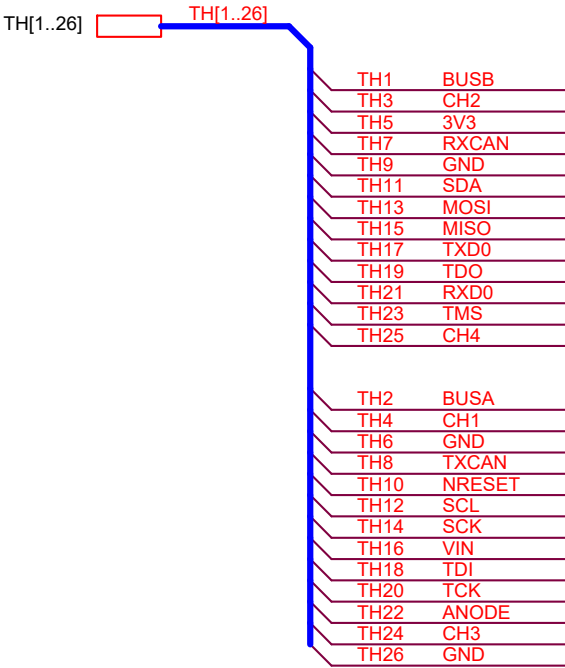 TH[1..26] TH[1..26]
TH1 BUSB
TH3 CH2
TH5 3V3
TH7 RXCAN
TH9 GND
TH11 SDA
TH13 MOSI
TH15 MISO
TH17 TXD0
TH19 TDO
TH21 RXD0
TH23 TMS
TH25 CH4
TH2 BUSA
TH4 CH1
TH6 GND
TH8 TXCAN
TH10 NRESET
TH12 SCL
TH14 SCK
TH16 VIN
TH18 TDI
TH20 TCK
TH22 ANODE
TH24 CH3
TH26 GND